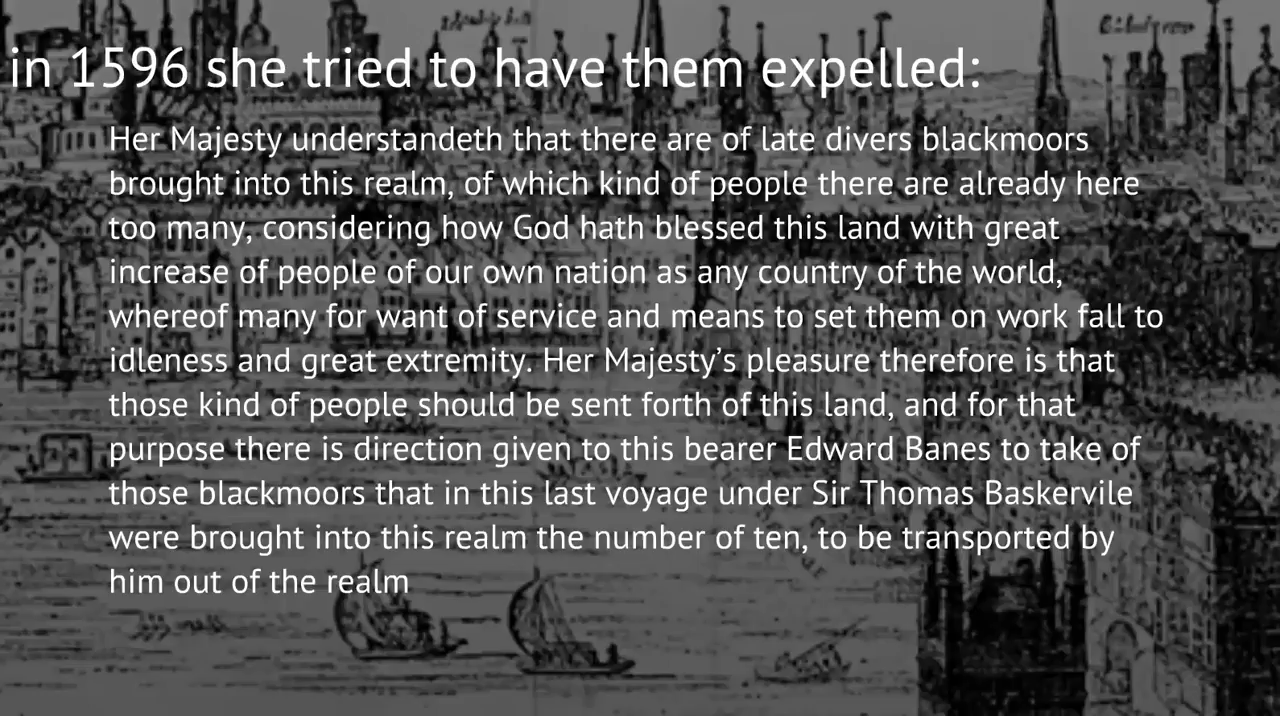 in 1596 she tried to have them expelled:
Her Majesty understandeth that there are of late divers blackmoors
brought into this realm, of which kind of people there are already here
too many, considering how God hath blessed this land with great
increase of people of our own nation as any country of the world,
whereof many for want of service and means to set them on work fall to
idleness and great extremity. Her Majesty’s pleasure therefore is that
those kind of people should be sent forth of this land, and for that
purpose there is direction given to this bearer Edward Banes to take of
those blackmoors that in this last voyage under Sir Thomas Baskervile
were brought into this realm the number of ten, to be transported by
him out of the realm